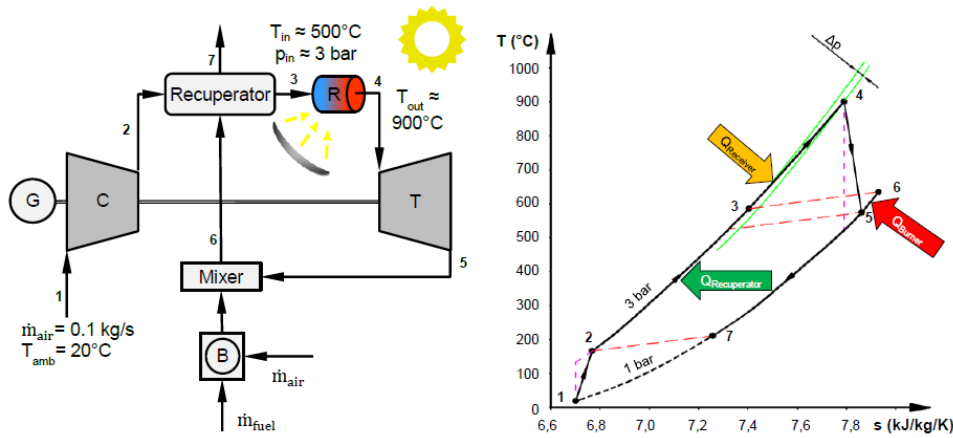 7
T_in ≈ 500°C
p_in ≈ 3 bar
Recuperator
3
R
4
T_out ≈
900°C
2
G
C
T
6
5
1
Mixer
ṁ_air = 0.1 kg/s
T_amb = 20°C
B
ṁ_air
ṁ_fuel
T (°C)
Δp
1000
900
800
700
600
500
400
300
200
100
0
4
Q_Receiver
3
6
5
Q_Burner
Q_Recuperator
3 bar
2
7
1 bar
1
6,6
6,8
7,0
7,2
7,4
7,6
7,8
s (kJ/kg/K)